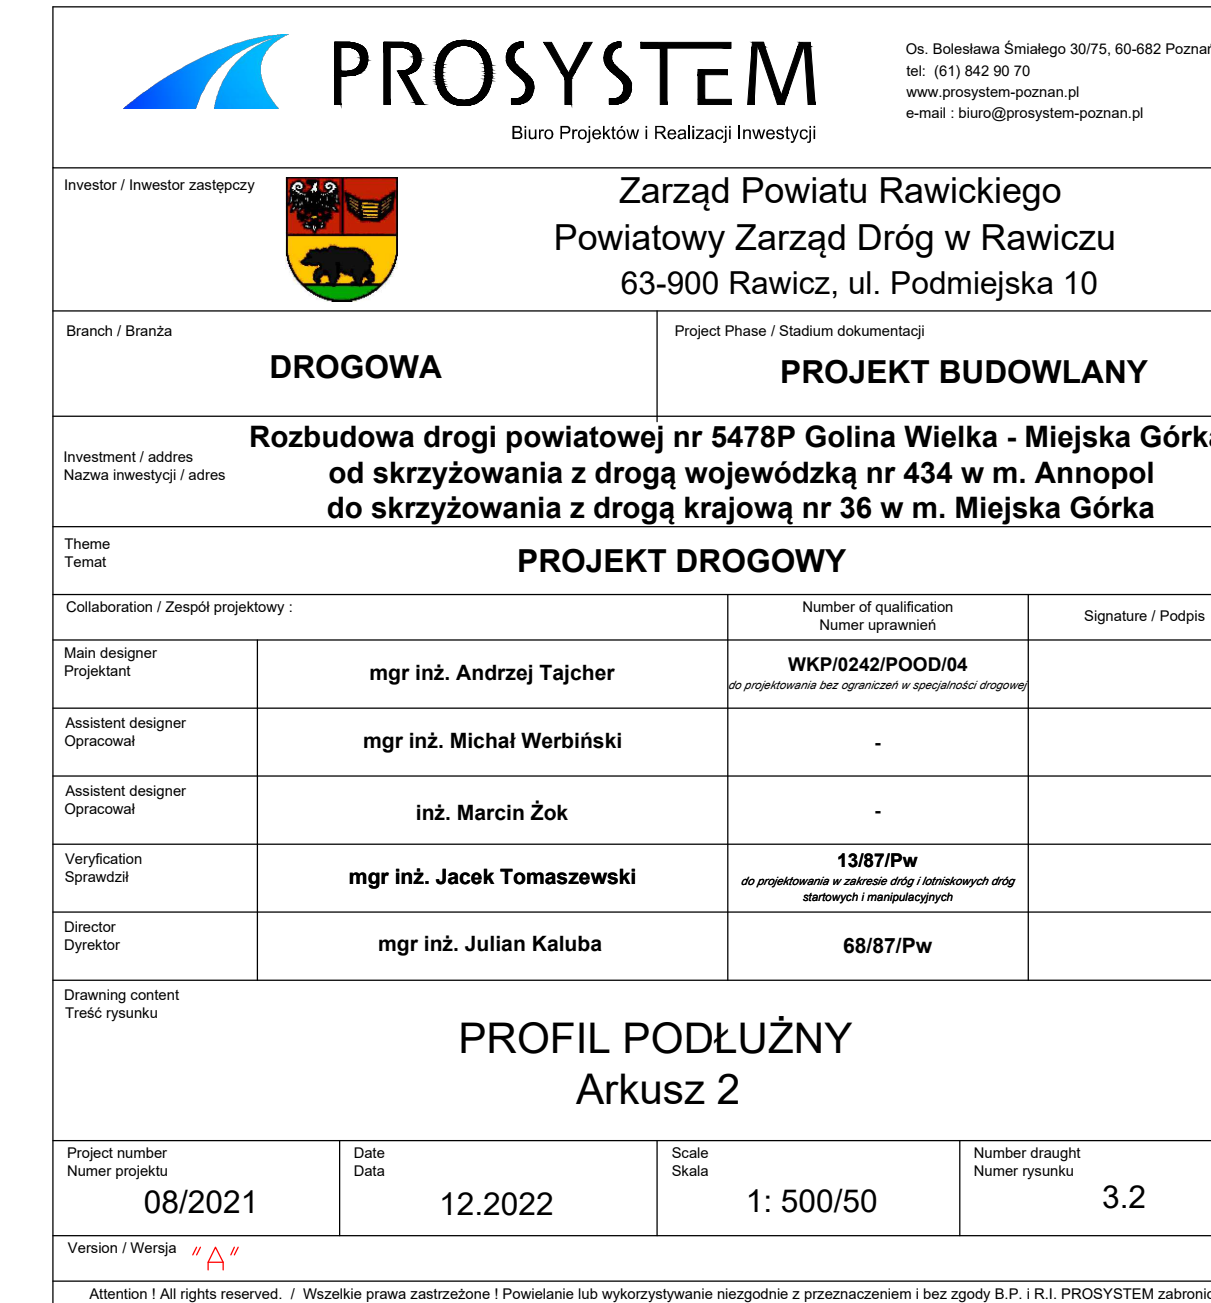 PROSYSTEM
Biuro Projektów i Realizacji Inwestycji
Os. Bolesława Śmiałego 30/75, 60-682 Poznań
tel: (61) 842 90 70
www.prosystem-poznan.pl
e-mail : biuro@prosystem-poznan.pl
Investor / Inwestor zastępczy
Zarząd Powiatu Rawickiego
Powiatowy Zarząd Dróg w Rawiczu
63-900 Rawicz, ul. Podmiejska 10
Branch / Branża
DROGOWA
Project Phase / Stadium dokumentacji
PROJEKT BUDOWLANY
Investment / addres
Nazwa inwestycji / adres
Rozbudowa drogi powiatowej nr 5478P Golina Wielka - Miejska Górka
od skrzyżowania z drogą wojewódzką nr 434 w m. Annopol
do skrzyżowania z drogą krajową nr 36 w m. Miejska Górka
Theme
Temat
PROJEKT DROGOWY
Collaboration / Zespół projektowy :
Number of qualification
Numer uprawnień
Signature / Podpis
Main designer
Projektant
mgr inż. Andrzej Tajcher
WKP/0242/POOD/04
do projektowania bez ograniczeń w specjalności drogowej
Assistent designer
Opracował
mgr inż. Michał Werbiński
-
Assistent designer
Opracował
inż. Marcin Żok
-
Veryfication
Sprawdził
mgr inż. Jacek Tomaszewski
13/87/Pw
do projektowania w zakresie dróg i lotniskowych dróg
startowych i manipulacyjnych
Director
Dyrektor
mgr inż. Julian Kaluba
68/87/Pw
Drawning content
Treść rysunku
PROFIL PODŁUŻNY
Arkusz 2
Project number
Numer projektu
08/2021
Date
Data
12.2022
Scale
Skala
1: 500/50
Number draught
Numer rysunku
3.2
Version / Wersja
"A"
Attention ! All rights reserved. / Wszelkie prawa zastrzeżone ! Powielanie lub wykorzystywanie niezgodnie z przeznaczeniem i bez zgody B.P. i R.I. PROSYSTEM